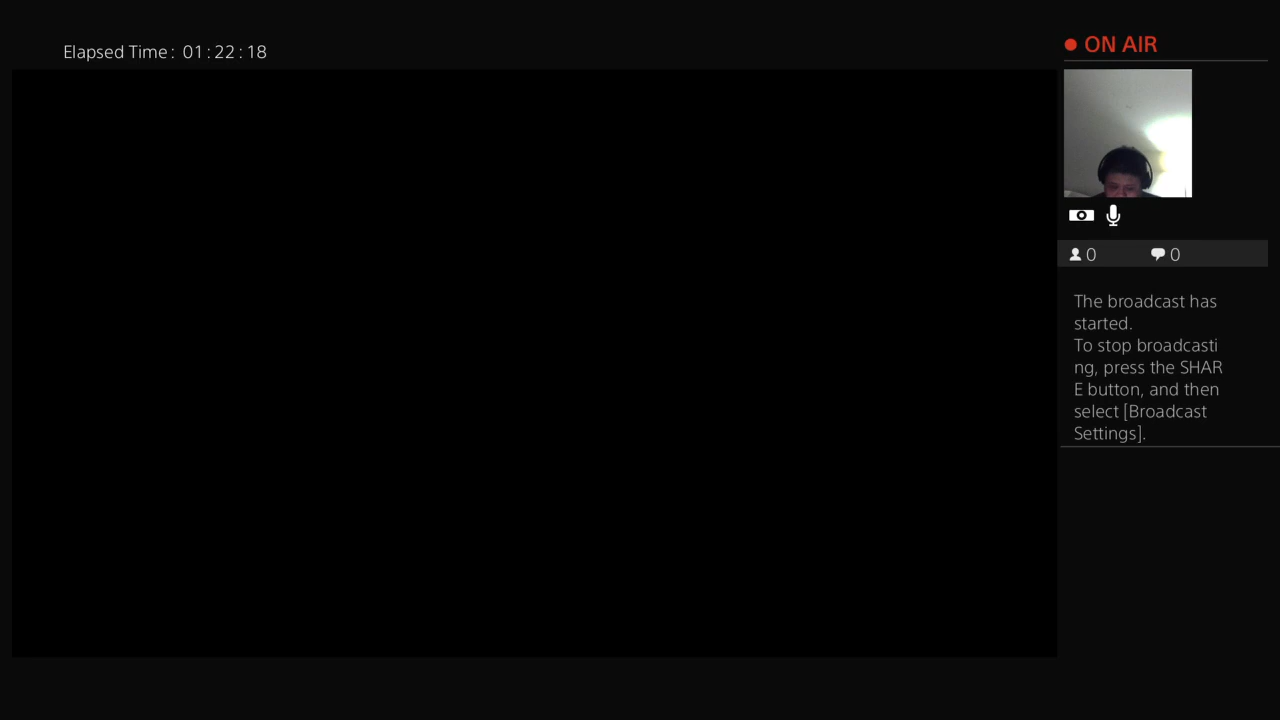 Elapsed Time: 01:22:18
ON AIR
0 0
The broadcast has
started.
To stop broadcasti
ng, press the SHAR
E button, and then
select [Broadcast
Settings].